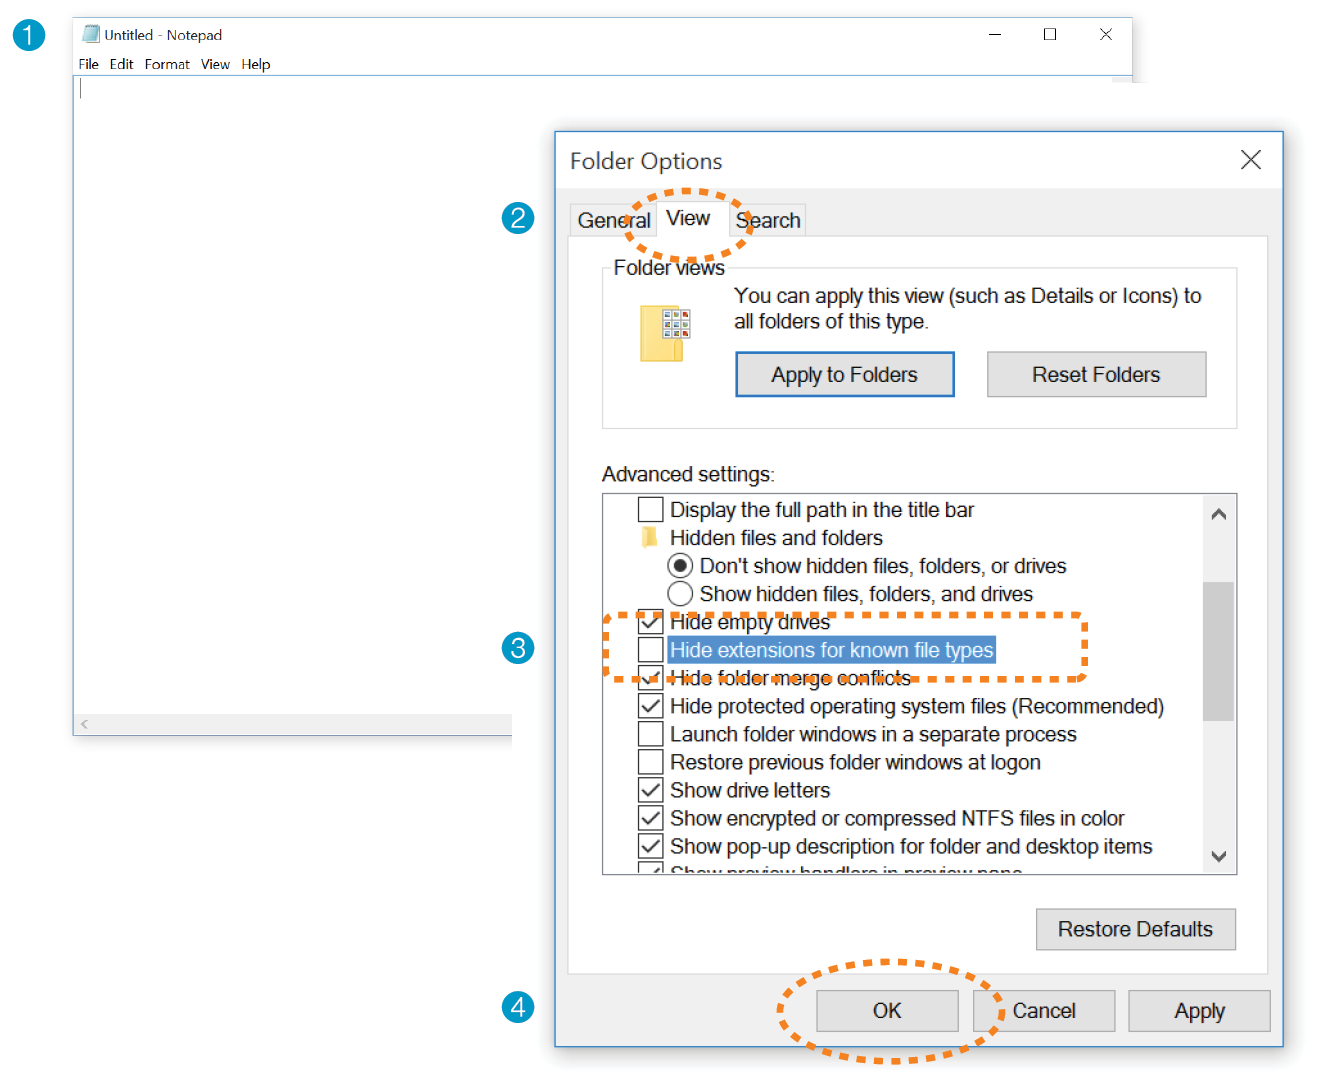 1
Untitled - Notepad
File Edit Format View Help
Folder Options
2
General View Search
Folder views
You can apply this view (such as Details or Icons) to
all folders of this type.
Apply to Folders Reset Folders
Advanced settings:
Display the full path in the title bar
Hidden files and folders
Don't show hidden files, folders, or drives
Show hidden files, folders, and drives
Hide empty drives
3
Hide extensions for known file types
Hide folder merge conflicts
Hide protected operating system files (Recommended)
Launch folder windows in a separate process
Restore previous folder windows at logon
Show drive letters
Show encrypted or compressed NTFS files in color
Show pop-up description for folder and desktop items
Show preview handlers in preview pane
Restore Defaults
4
OK Cancel Apply